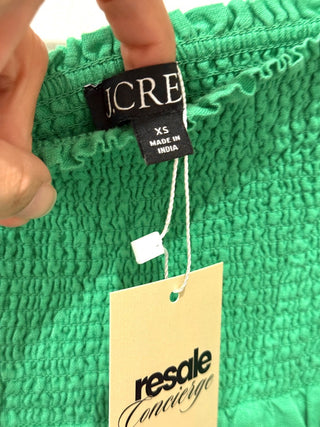 J.CRE
XS
MADE IN
INDIA
resale
Concierge